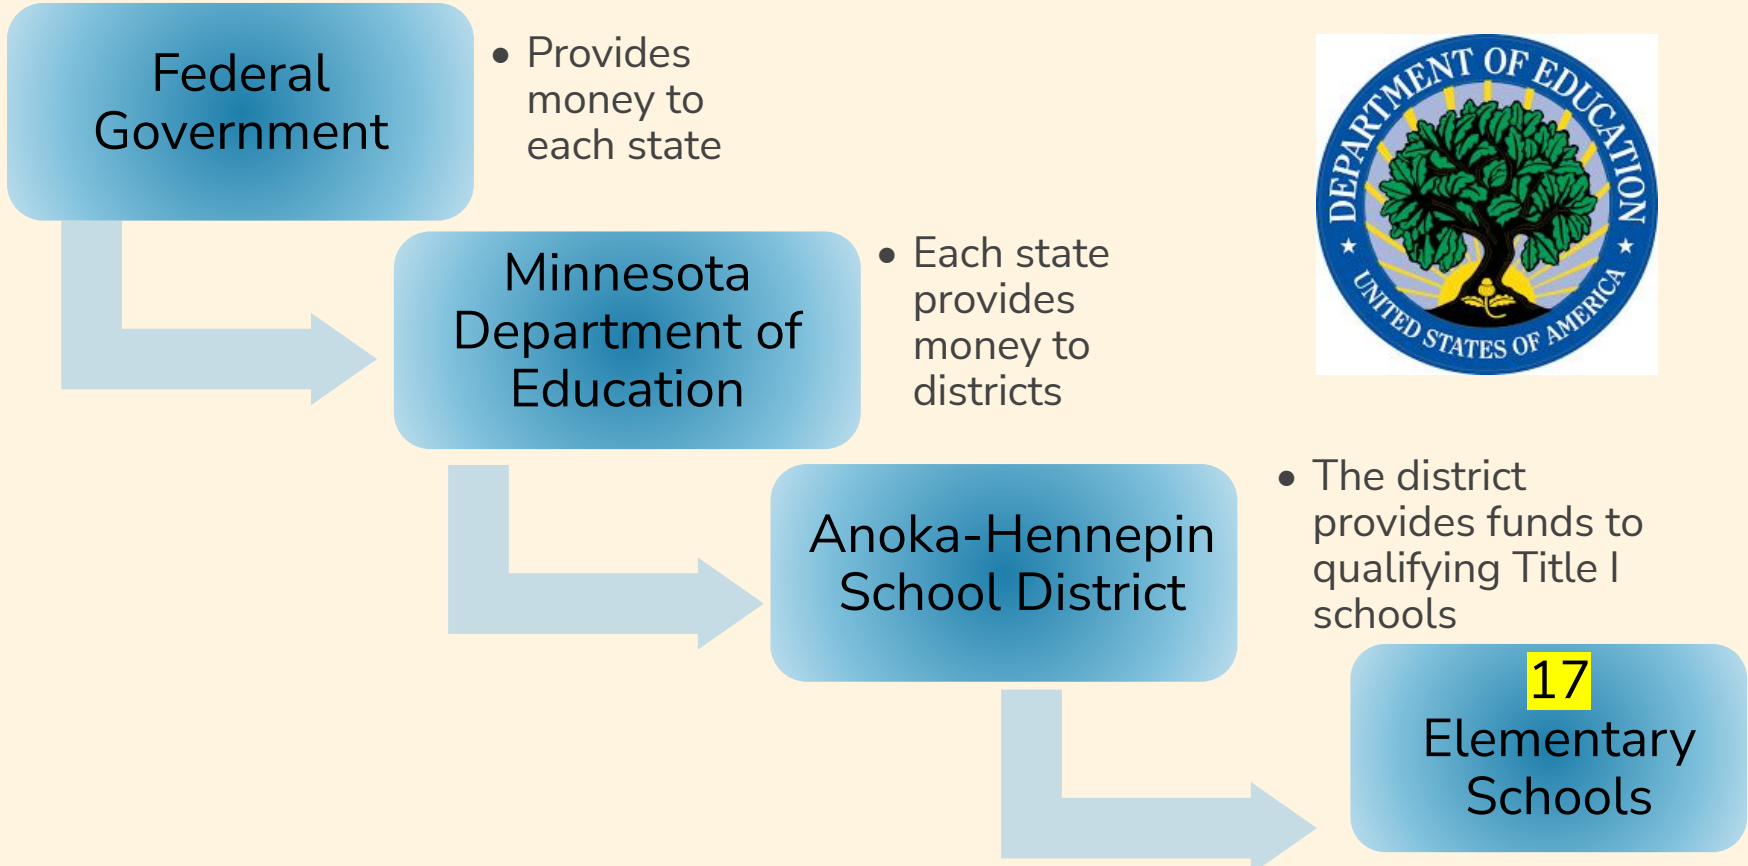 Federal
Government
• Provides
money to
each state
DEPARTMENT OF EDUCATION
UNITED STATES OF AMERICA
Minnesota
Department of
Education
• Each state
provides
money to
districts
Anoka-Hennepin
School District
• The district
provides funds to
qualifying Title I
schools
17
Elementary
Schools